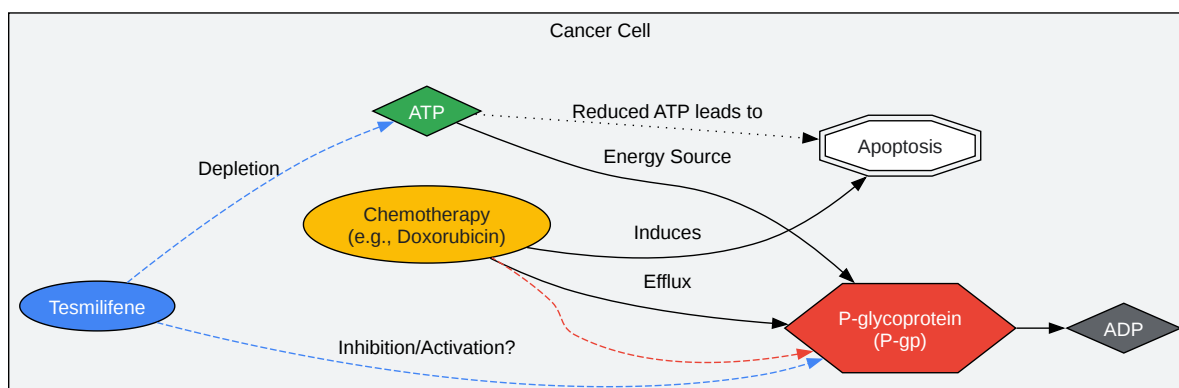 Cancer Cell
ATP
Reduced ATP leads to
Apoptosis
Energy Source
Depletion
Chemotherapy
(e.g., Doxorubicin)
Induces
Efflux
Tesmilifene
P-glycoprotein
(P-gp)
ADP
Inhibition/Activation?